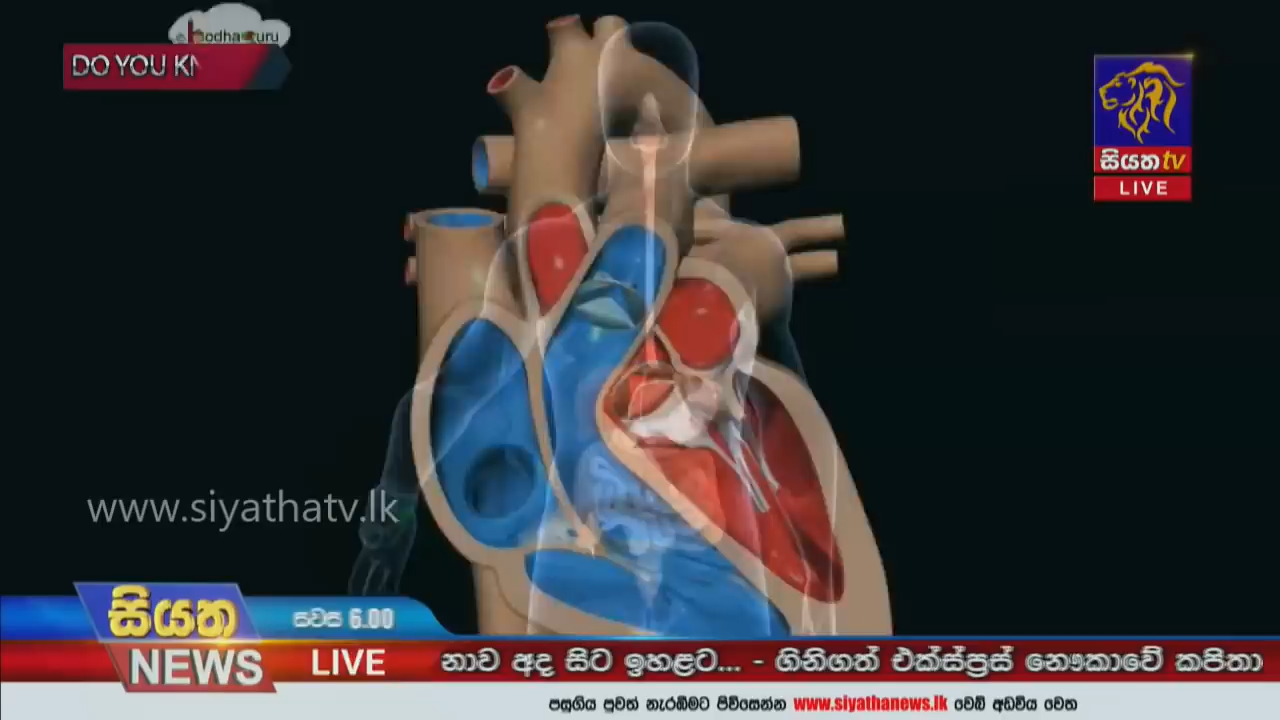 eBodhaGuru
DO YOU KN
සියත tv
LIVE
www.siyathatv.lk
සියත
සවස 6.00
NEWS
LIVE
නාව අද සිට ඉහළට... - ගිනිගත් එක්ස්ප්‍රස් නෞකාවේ කපිතා
පසුගිය පුවත් නැරඹීමට පිවිසෙන්න www.siyathanews.lk වෙබ් අඩවිය වෙත